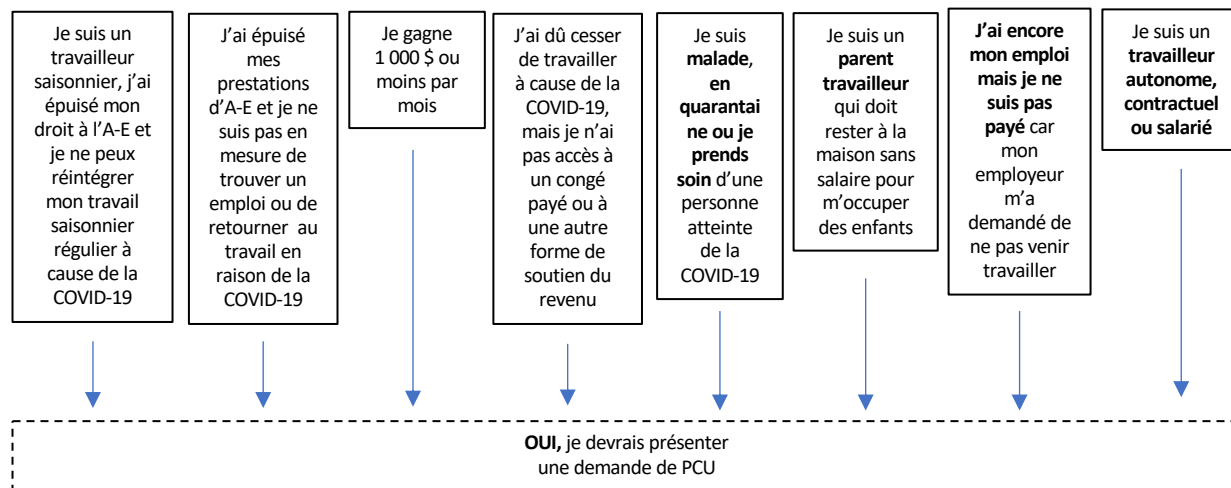 Je suis un
travailleur
saisonnier, j’ai
épuisé mon
droit à l’A-E et
je ne peux
réintégrer
mon travail
saisonnier
régulier à
cause de la
COVID-19
J’ai épuisé
mes
prestations
d’A-E et je ne
suis pas en
mesure de
trouver un
emploi ou de
retourner au
travail en
raison de la
COVID-19
Je gagne
1 000 $ ou
moins par
mois
J’ai dû cesser
de travailler
à cause de la
COVID-19,
mais je n’ai
pas accès à
un congé
payé ou à
une autre
forme de
soutien du
revenu
Je suis
malade, en
quarantai
ne ou je
prends
soin d’une
personne
atteinte
de la
COVID-19
Je suis un
parent
travailleur
qui doit
rester à la
maison sans
salaire pour
m’occuper
des enfants
J’ai encore
mon emploi
mais je ne
suis pas
payé car
mon
employeur
m’a
demandé de
ne pas venir
travailler
Je suis un
travailleur
autonome,
contractuel
ou salarié
OUI, je devrais présenter
une demande de PCU